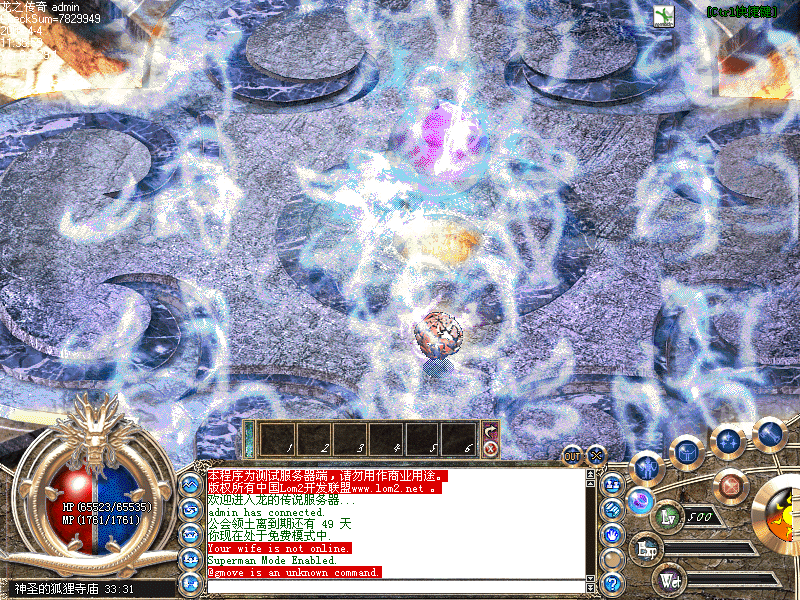 龙之传奇 admin
CheckSum=7829949
[Ctrl快捷键]
1 2 3 4 5 6
OUT
HP (65523/65535)
MP (1761/1761)
本程序为测试服务器端，请勿用作商业用途。
版权所有中国Lom2开发联盟www.lom2.net 。
欢迎进入龙的传说服务器...
admin has connected.
公会领土离到期还有 49 天
你现在处于免费模式中.
Your wife is not online.
Superman Mode Enabled.
@gmove is an unknown command.
Lv 500
Exp
Wet
神圣的狐狸寺庙 33:31